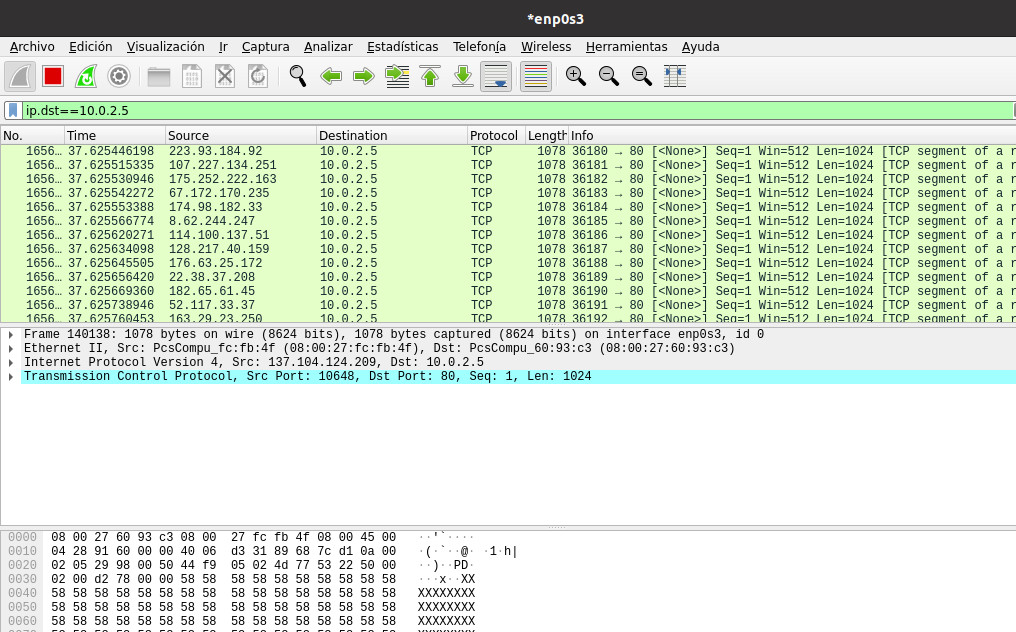 *enp0s3
Archivo Edición Visualización Ir Captura Analizar Estadísticas Telefonía Wireless Herramientas Ayuda
ip.dst==10.0.2.5
No. Time Source Destination Protocol Length Info
1656… 37.625446198 223.93.184.92 10.0.2.5 TCP 1078 36180 → 80 [<None>] Seq=1 Win=512 Len=1024 [TCP segment of a r
1656… 37.625515335 107.227.134.251 10.0.2.5 TCP 1078 36181 → 80 [<None>] Seq=1 Win=512 Len=1024 [TCP segment of a r
1656… 37.625530946 175.252.222.163 10.0.2.5 TCP 1078 36182 → 80 [<None>] Seq=1 Win=512 Len=1024 [TCP segment of a r
1656… 37.625542272 67.172.170.235 10.0.2.5 TCP 1078 36183 → 80 [<None>] Seq=1 Win=512 Len=1024 [TCP segment of a r
1656… 37.625553388 174.98.182.33 10.0.2.5 TCP 1078 36184 → 80 [<None>] Seq=1 Win=512 Len=1024 [TCP segment of a r
1656… 37.625566774 8.62.244.247 10.0.2.5 TCP 1078 36185 → 80 [<None>] Seq=1 Win=512 Len=1024 [TCP segment of a r
1656… 37.625620271 114.100.137.51 10.0.2.5 TCP 1078 36186 → 80 [<None>] Seq=1 Win=512 Len=1024 [TCP segment of a r
1656… 37.625634098 128.217.40.159 10.0.2.5 TCP 1078 36187 → 80 [<None>] Seq=1 Win=512 Len=1024 [TCP segment of a r
1656… 37.625645505 176.63.25.172 10.0.2.5 TCP 1078 36188 → 80 [<None>] Seq=1 Win=512 Len=1024 [TCP segment of a r
1656… 37.625656420 22.38.37.208 10.0.2.5 TCP 1078 36189 → 80 [<None>] Seq=1 Win=512 Len=1024 [TCP segment of a r
1656… 37.625669360 182.65.61.45 10.0.2.5 TCP 1078 36190 → 80 [<None>] Seq=1 Win=512 Len=1024 [TCP segment of a r
1656… 37.625738946 52.117.33.37 10.0.2.5 TCP 1078 36191 → 80 [<None>] Seq=1 Win=512 Len=1024 [TCP segment of a r
1656… 37.625760453 163.29.23.250 10.0.2.5 TCP 1078 36192 → 80 [<None>] Seq=1 Win=512 Len=1024 [TCP segment of a r
Frame 140138: 1078 bytes on wire (8624 bits), 1078 bytes captured (8624 bits) on interface enp0s3, id 0
Ethernet II, Src: PcsCompu_fc:fb:4f (08:00:27:fc:fb:4f), Dst: PcsCompu_60:93:c3 (08:00:27:60:93:c3)
Internet Protocol Version 4, Src: 137.104.124.209, Dst: 10.0.2.5
Transmission Control Protocol, Src Port: 10648, Dst Port: 80, Seq: 1, Len: 1024
0000 08 00 27 60 93 c3 08 00 27 fc fb 4f 08 00 45 00 ··'`····
0010 04 28 91 60 00 00 40 06 d3 31 89 68 7c d1 0a 00 ·(·`··@· ·1·h|
0020 02 05 29 98 00 50 44 f9 05 02 4d 77 53 22 50 00 ··)··PD·
0030 02 00 d2 78 00 00 58 58 58 58 58 58 58 58 58 58 ···x··XX
0040 58 58 58 58 58 58 58 58 58 58 58 58 58 58 58 58 XXXXXXXX
0050 58 58 58 58 58 58 58 58 58 58 58 58 58 58 58 58 XXXXXXXX
0060 58 58 58 58 58 58 58 58 58 58 58 58 58 58 58 58 XXXXXXXX